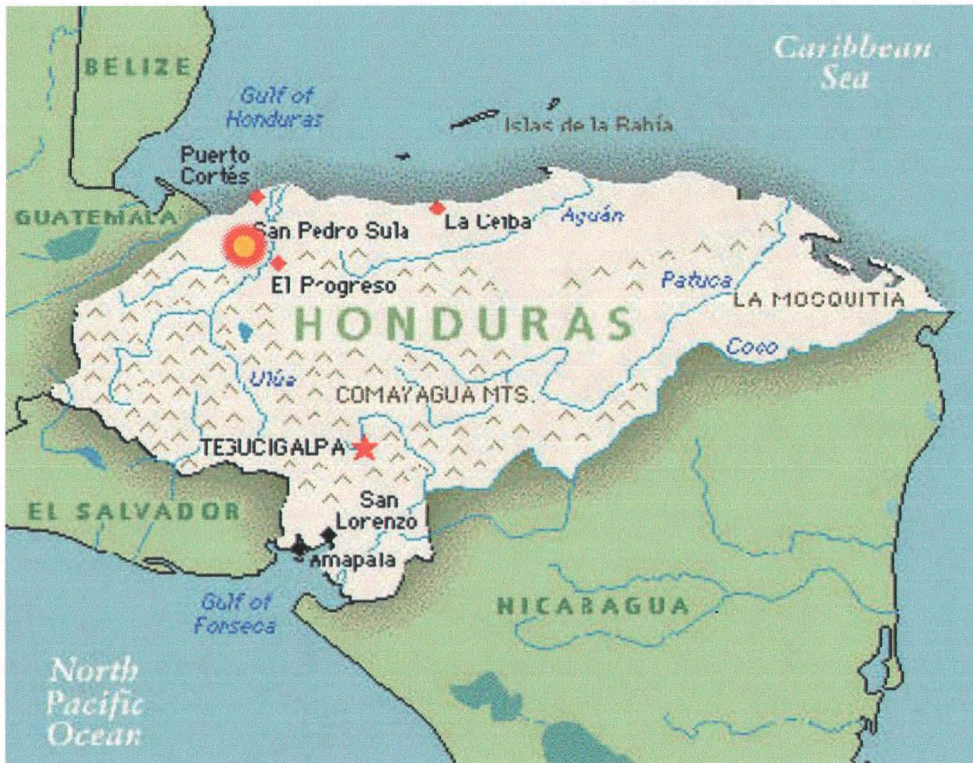 Caribbean
Sea
BELIZE
Gulf of
Honduras
Islas de la Bahía
Puerto
Cortés
GUATEMALA
San Pedro Sula
La Ceiba
Aguán
El Progreso
Patuca
LA MOSQUITIA
HONDURAS
Coco
Ulúa
COMAYAGUA MTS.
TEGUCIGALPA
San
Lorenzo
EL SALVADOR
Amapala
Gulf of
Fonseca
NICARAGUA
North
Pacific
Ocean